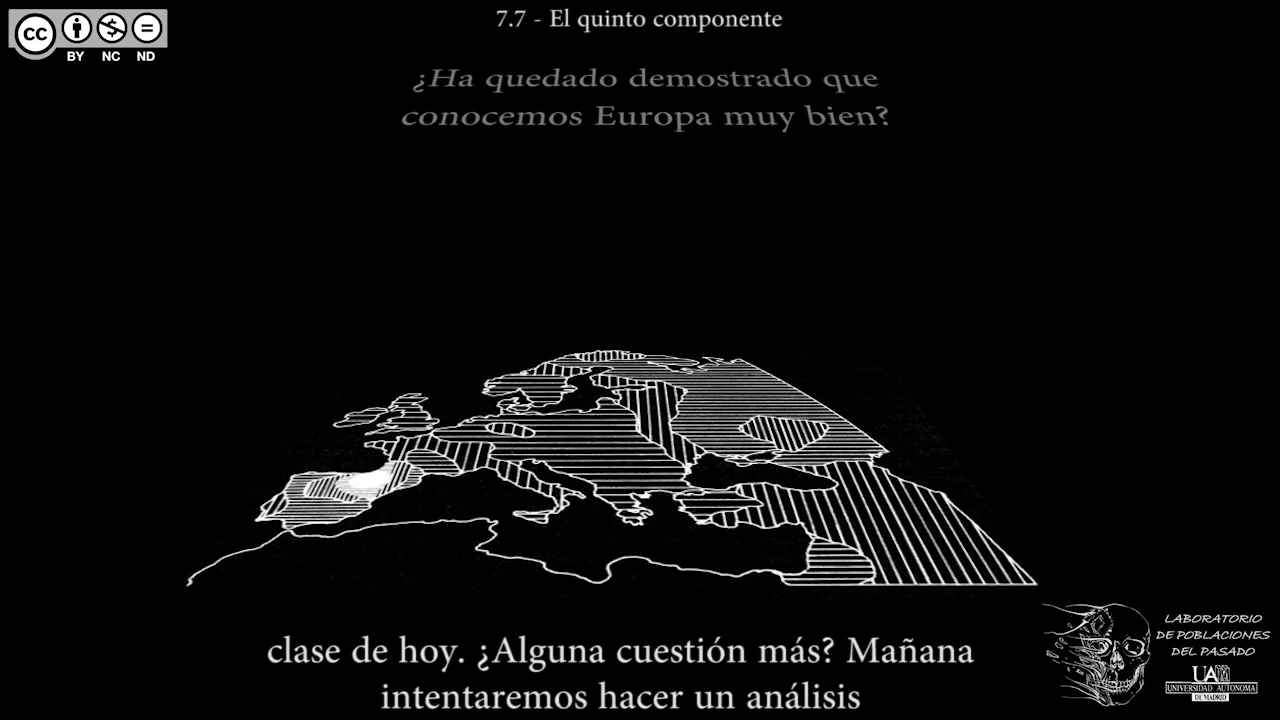 7.7 - El quinto componente
cc
BY NC ND
¿Ha quedado demostrado que
conocemos Europa muy bien?
clase de hoy. ¿Alguna cuestión más? Mañana
intentaremos hacer un análisis
LABORATORIO
DE POBLACIONES
DEL PASADO
UAM
UNIVERSIDAD AUTONOMA
DE MADRID